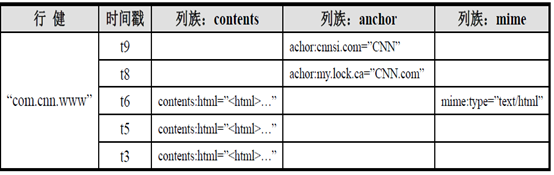 行 健 时间戳 列族：contents 列族：anchor 列族：mime
t9 achor:cnnsi.com=”CNN”
t8 achor:my.lock.ca=”CNN.com”
“com.cnn.www” t6 contents:html=”<html>…” mime:type=”text/html”
t5 contents:html=”<html>…”
t3 contents:html=”<html>…”